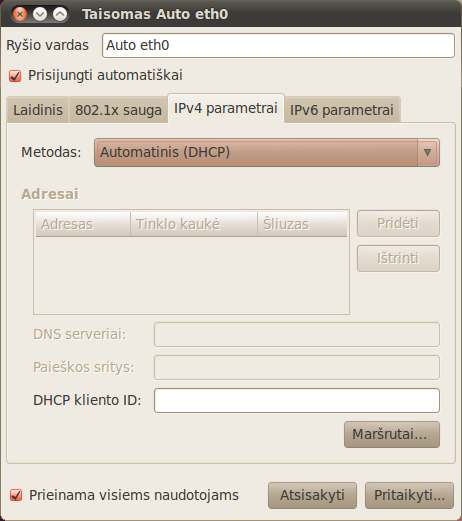 Taisomas Auto eth0
Ryšio vardas Auto eth0
Prisijungti automatiškai
Laidinis 802.1x sauga IPv4 parametrai IPv6 parametrai
Metodas: Automatinis (DHCP)
Adresai
Adresas Tinklo kaukė Šliuzas Pridėti
Ištrinti
DNS serveriai:
Paieškos sritys:
DHCP kliento ID:
Maršrutai...
Prieinama visiems naudotojams Atsisakyti Pritaikyti...